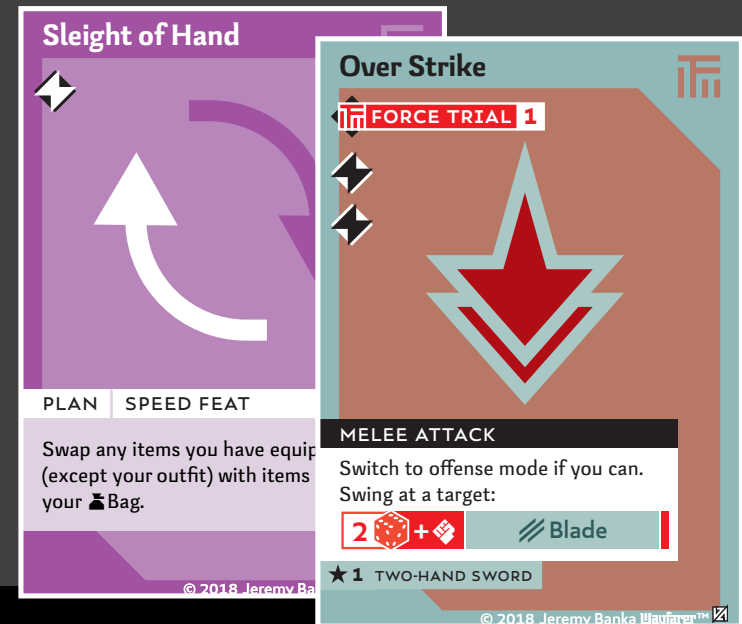 Sleight of Hand
PLAN SPEED FEAT
Swap any items you have equip
(except your outfit) with items
your Bag.
© 2018 Jeremy Ba
Over Strike
FORCE TRIAL 1
MELEE ATTACK
Switch to offense mode if you can.
Swing at a target:
2 + Blade
★1 TWO-HAND SWORD
© 2018 Jeremy Banka Wayfarer™